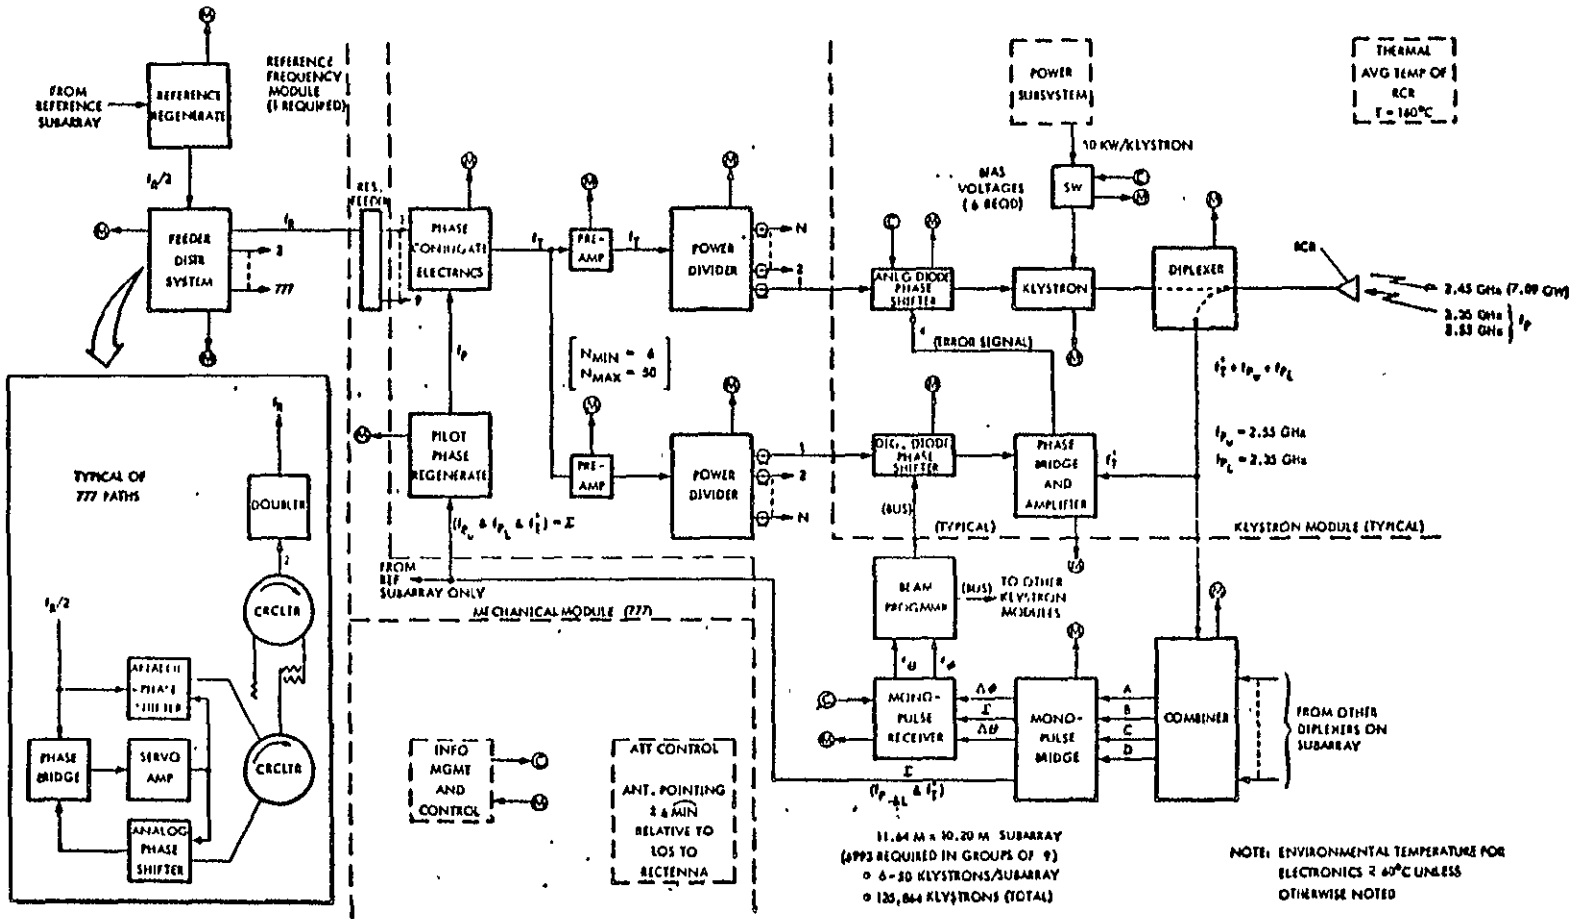 FROM
REFERENCE
SUBARRAY
REFERENCE
REGENERATE
M
REFERENCE
FREQUENCY
MODULE
(1 REQUIRED)
f_R/2
FEEDER
DISTR
SYSTEM
M
M
f_R
2
777
RES.
FEEDER
1
9
PHASE
CONJUGATE
ELECTRNCS
M
f_T
PRE-
AMP
M
f_T
POWER
DIVIDER
M
N
2
1
f_P
PILOT
PHASE
REGENERATE
M
N MIN = 6
N MAX = 50
M
PRE-
AMP
POWER
DIVIDER
M
1
2
N
FROM
REF
SUBARRAY ONLY
MECHANICAL MODULE (777)
POWER
SUBSYSTEM
10 KW/KLYSTRON
BIAS
VOLTAGES
(6 REQD)
SW
C
M
C
M
ANLG DIODE
PHASE
SHIFTER
KLYSTRON
M
DIPLEXER
M
RCR
2.45 GHz (7.09 GW)
2.35 GHz
2.55 GHz
f_P
THERMAL
AVG TEMP OF
RCR
T = 160°C
(ERROR SIGNAL)
M
DIG. DIODE
PHASE
SHIFTER
PHASE
BRIDGE
AND
AMPLIFIER
f_Pu = 2.55 GHz
f_PL = 2.35 GHz
(BUS)
(TYPICAL)
KLYSTRON MODULE (TYPICAL)
BEAM
PROGMMR
(BUS)
TO OTHER
KLYSTRON
MODULES
MONO-
PULSE
RECEIVER
C
M
Δφ
Σ
Δθ
MONO-
PULSE
BRIDGE
M
A
B
C
D
COMBINER
M
FROM OTHER
DIPLEXERS ON
SUBARRAY
Σ
TYPICAL OF
777 PATHS
f_R
DOUBLER
2
CRCLTR
f_R/2
PHASE
SHIFTER
PHASE
BRIDGE
SERVO
AMP
CRCLTR
ANALOG
PHASE
SHIFTER
INFO
MGMT
AND
CONTROL
C
M
ATT CONTROL
ANT. POINTING
MIN
RELATIVE TO
LOS TO
RECTENNA
11.64 M x 10.20 M SUBARRAY
(6993 REQUIRED IN GROUPS OF 9)
o 6-50 KLYSTRONS/SUBARRAY
o 135,864 KLYSTRONS (TOTAL)
NOTE: ENVIRONMENTAL TEMPERATURE FOR
ELECTRONICS 60°C UNLESS
OTHERWISE NOTED